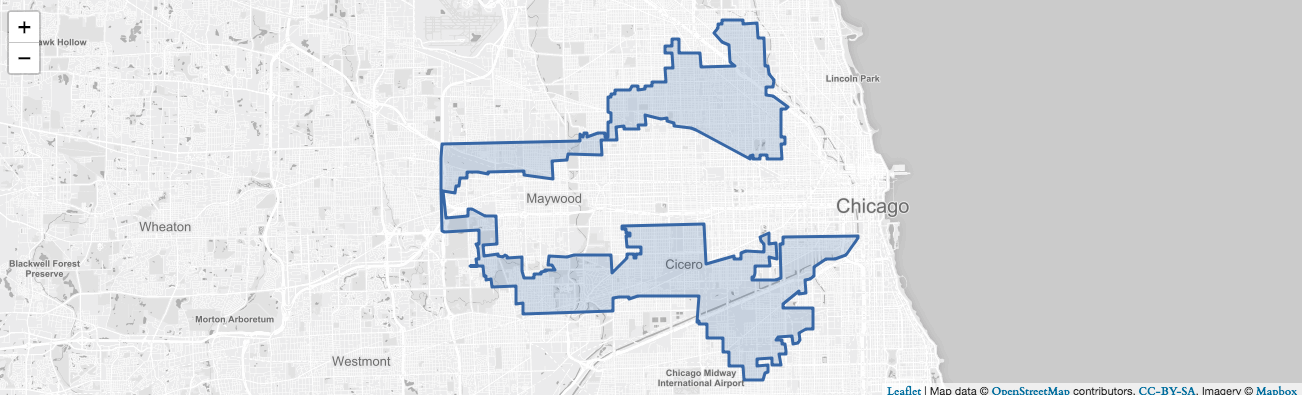 +
−
awk Hollow
Lincoln Park
Maywood
Chicago
Wheaton
Cicero
Blackwell Forest
Preserve
Morton Arboretum
Westmont
Chicago Midway
International Airport
Leaflet | Map data © OpenStreetMap contributors, CC-BY-SA, Imagery © Mapbox